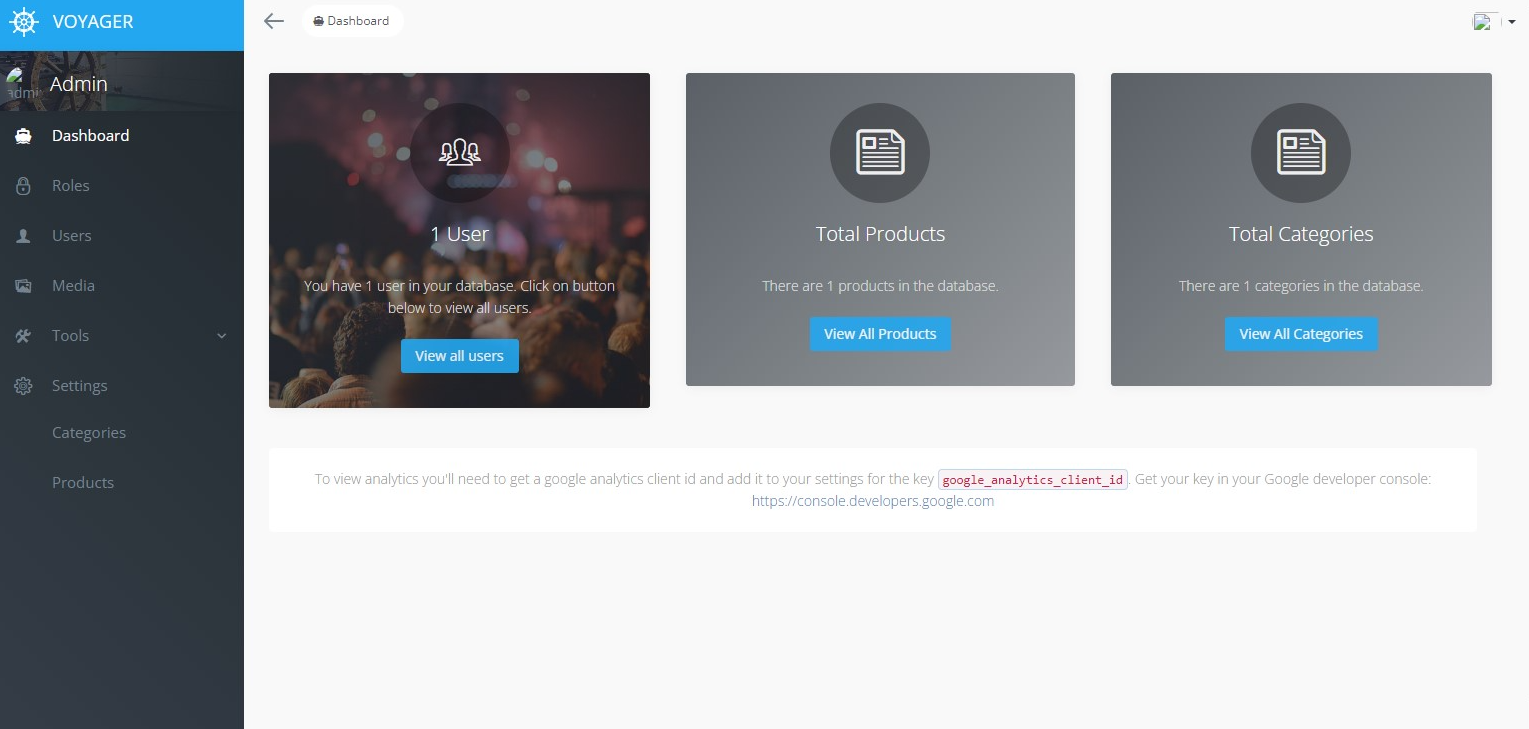 VOYAGER
Dashboard
admi
Admin
Dashboard
Roles
Users
Media
Tools
Settings
Categories
Products
1 User
You have 1 user in your database. Click on button
below to view all users.
View all users
Total Products
There are 1 products in the database.
View All Products
Total Categories
There are 1 categories in the database.
View All Categories
To view analytics you'll need to get a google analytics client id and add it to your settings for the key google_analytics_client_id. Get your key in your Google developer console:
https://console.developers.google.com